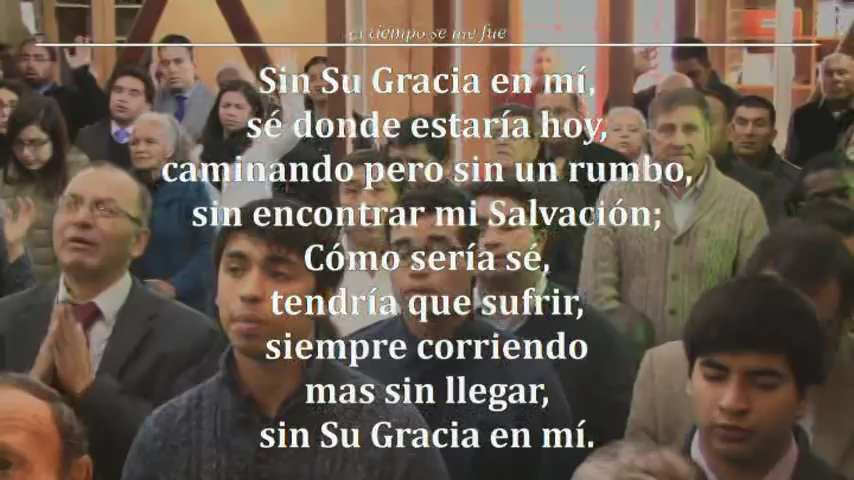 El tiempo se me fue
Sin Su Gracia en mí,
sé donde estaría hoy,
caminando pero sin un rumbo,
sin encontrar mi Salvación;
Cómo sería sé,
tendría que sufrir,
siempre corriendo
mas sin llegar,
sin Su Gracia en mí.